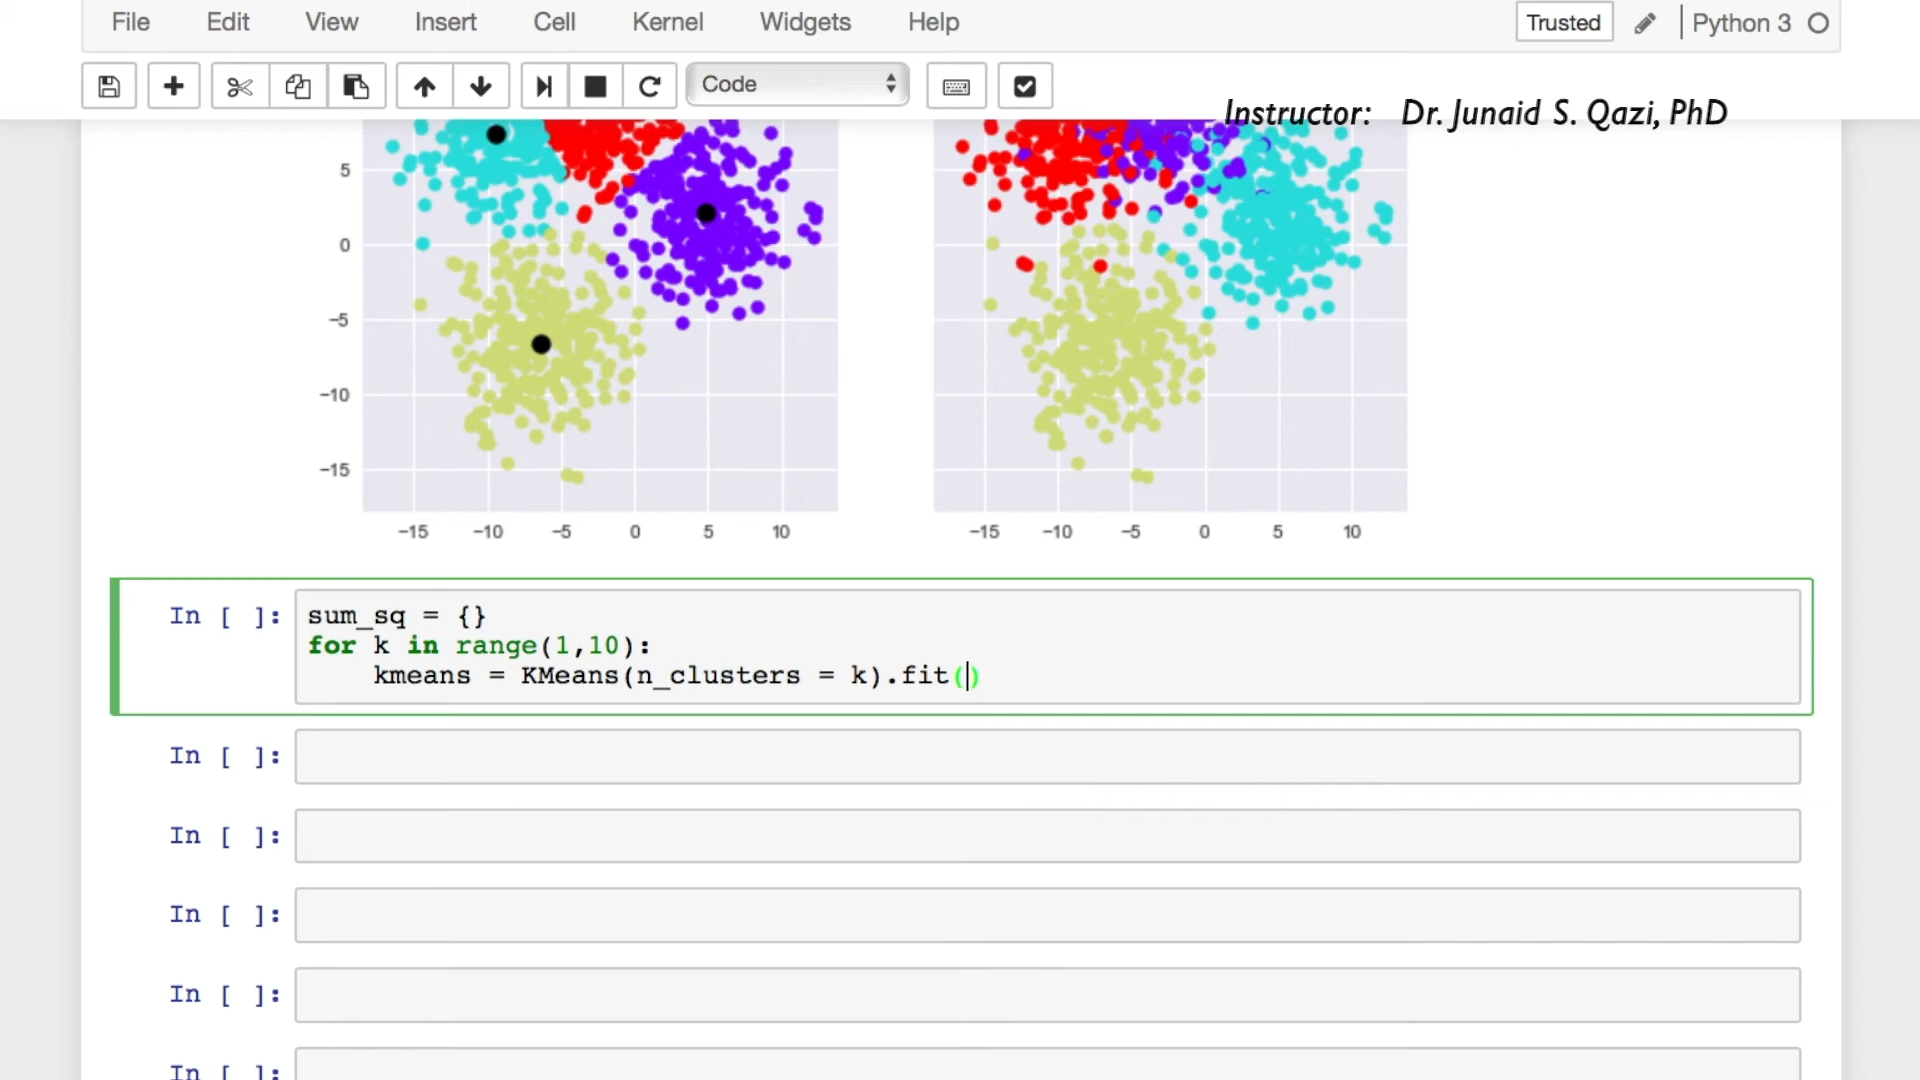 File Edit View Insert Cell Kernel Widgets Help Trusted Python 3
Code
Instructor: Dr. Junaid S. Qazi, PhD
5
0
−5
−10
−15
−15 −10 −5 0 5 10
−15 −10 −5 0 5 10
In [ ]: sum_sq = {}
for k in range(1,10):
kmeans = KMeans(n_clusters = k).fit()
In [ ]:
In [ ]:
In [ ]:
In [ ]:
In [ ]: